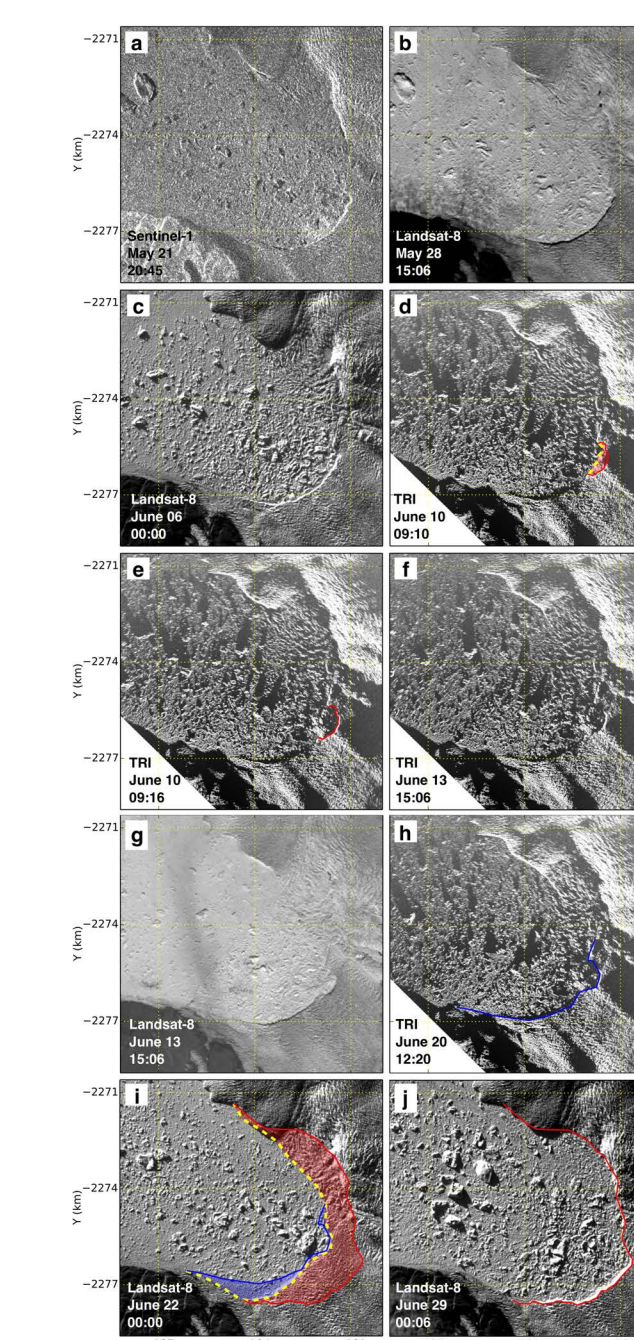 a
b
−2271
−2274
Y (km)
−2277
Sentinel-1
May 21
20:45
Landsat-8
May 28
15:06
c
d
−2271
−2274
Y (km)
−2277
Landsat-8
June 06
00:00
TRI
June 10
09:10
e
f
−2271
−2274
Y (km)
−2277
TRI
June 10
09:16
TRI
June 13
15:06
g
h
−2271
−2274
Y (km)
−2277
Landsat-8
June 13
15:06
TRI
June 20
12:20
i
j
−2271
−2274
Y (km)
−2277
Landsat-8
June 22
00:00
Landsat-8
June 29
00:06